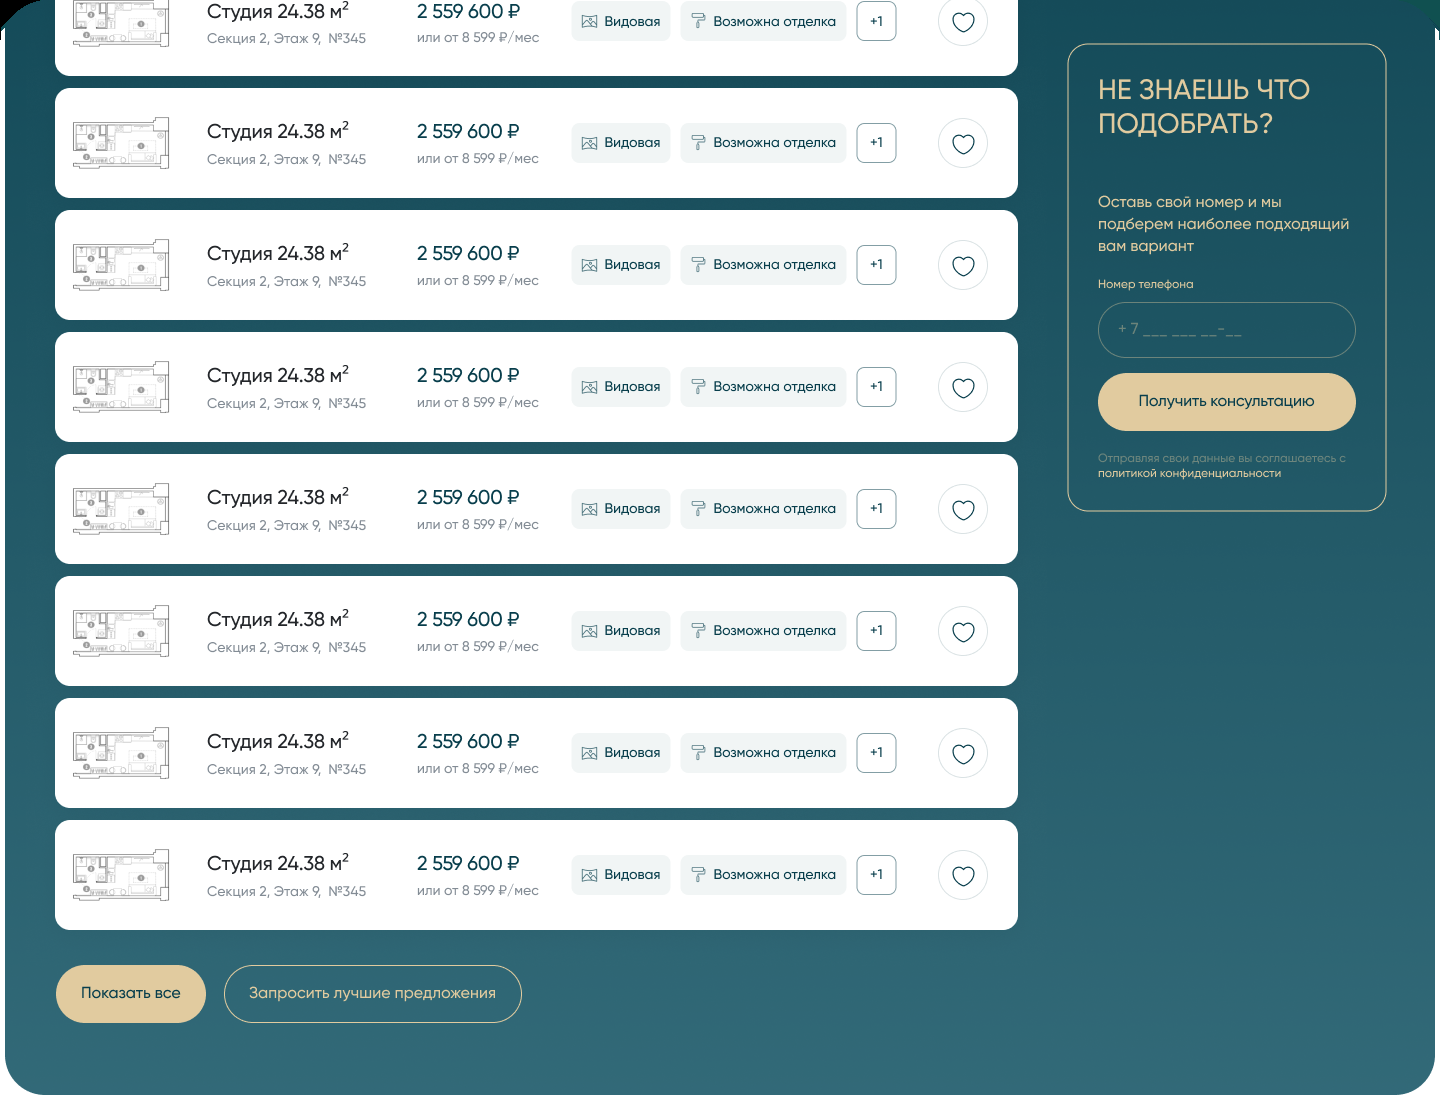 Студия 24.38 м²
Секция 2, Этаж 9, №345
2 559 600 ₽
или от 8 599 ₽/мес
Видовая
Возможна отделка
+1
Студия 24.38 м²
Секция 2, Этаж 9, №345
2 559 600 ₽
или от 8 599 ₽/мес
Видовая
Возможна отделка
+1
Студия 24.38 м²
Секция 2, Этаж 9, №345
2 559 600 ₽
или от 8 599 ₽/мес
Видовая
Возможна отделка
+1
Студия 24.38 м²
Секция 2, Этаж 9, №345
2 559 600 ₽
или от 8 599 ₽/мес
Видовая
Возможна отделка
+1
Студия 24.38 м²
Секция 2, Этаж 9, №345
2 559 600 ₽
или от 8 599 ₽/мес
Видовая
Возможна отделка
+1
Студия 24.38 м²
Секция 2, Этаж 9, №345
2 559 600 ₽
или от 8 599 ₽/мес
Видовая
Возможна отделка
+1
Студия 24.38 м²
Секция 2, Этаж 9, №345
2 559 600 ₽
или от 8 599 ₽/мес
Видовая
Возможна отделка
+1
Студия 24.38 м²
Секция 2, Этаж 9, №345
2 559 600 ₽
или от 8 599 ₽/мес
Видовая
Возможна отделка
+1
Показать все
Запросить лучшие предложения
НЕ ЗНАЕШЬ ЧТО
ПОДОБРАТЬ?
Оставь свой номер и мы
подберем наиболее подходящий
вам вариант
Номер телефона
+ 7 ___ ___ __-__
Получить консультацию
Отправляя свои данные вы соглашаетесь с
политикой конфиденциальности